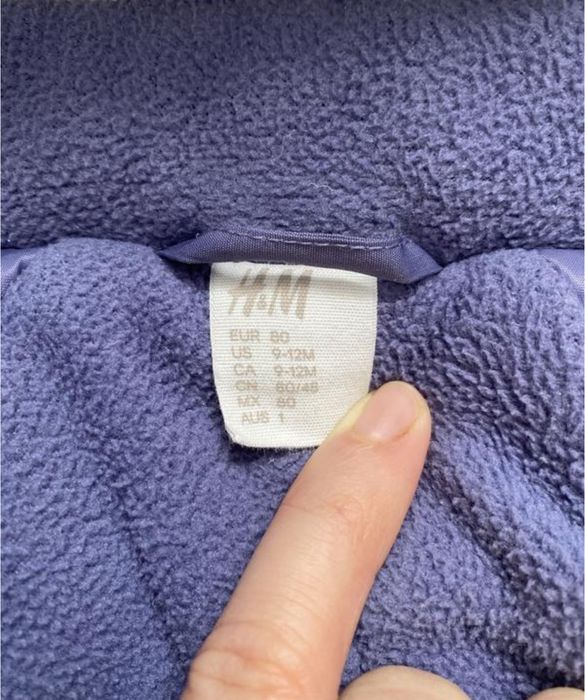 H&M
EUR 80
US 9-12M
CA 9-12M
CN 80/48
MX 80
AUS 1